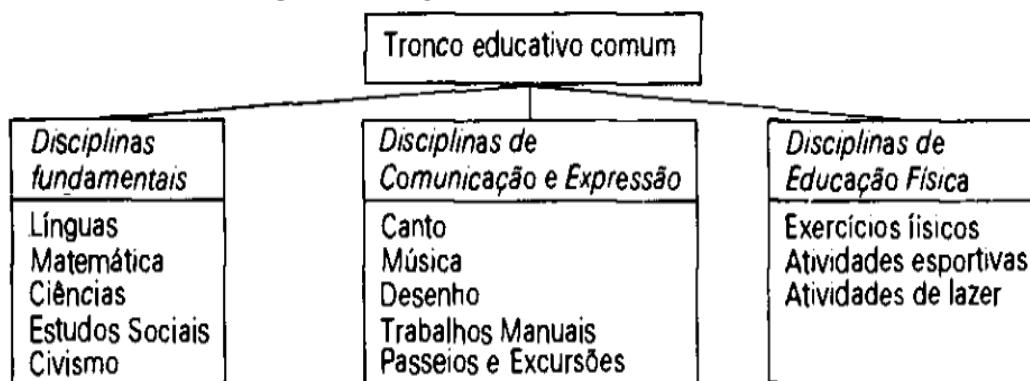 Tronco educativo comum
Disciplinas
fundamentais
Línguas
Matemática
Ciências
Estudos Sociais
Civismo
Disciplinas de
Comunicação e Expressão
Canto
Música
Desenho
Trabalhos Manuais
Passeios e Excursões
Disciplinas de
Educação Física
Exercícios físicos
Atividades esportivas
Atividades de lazer